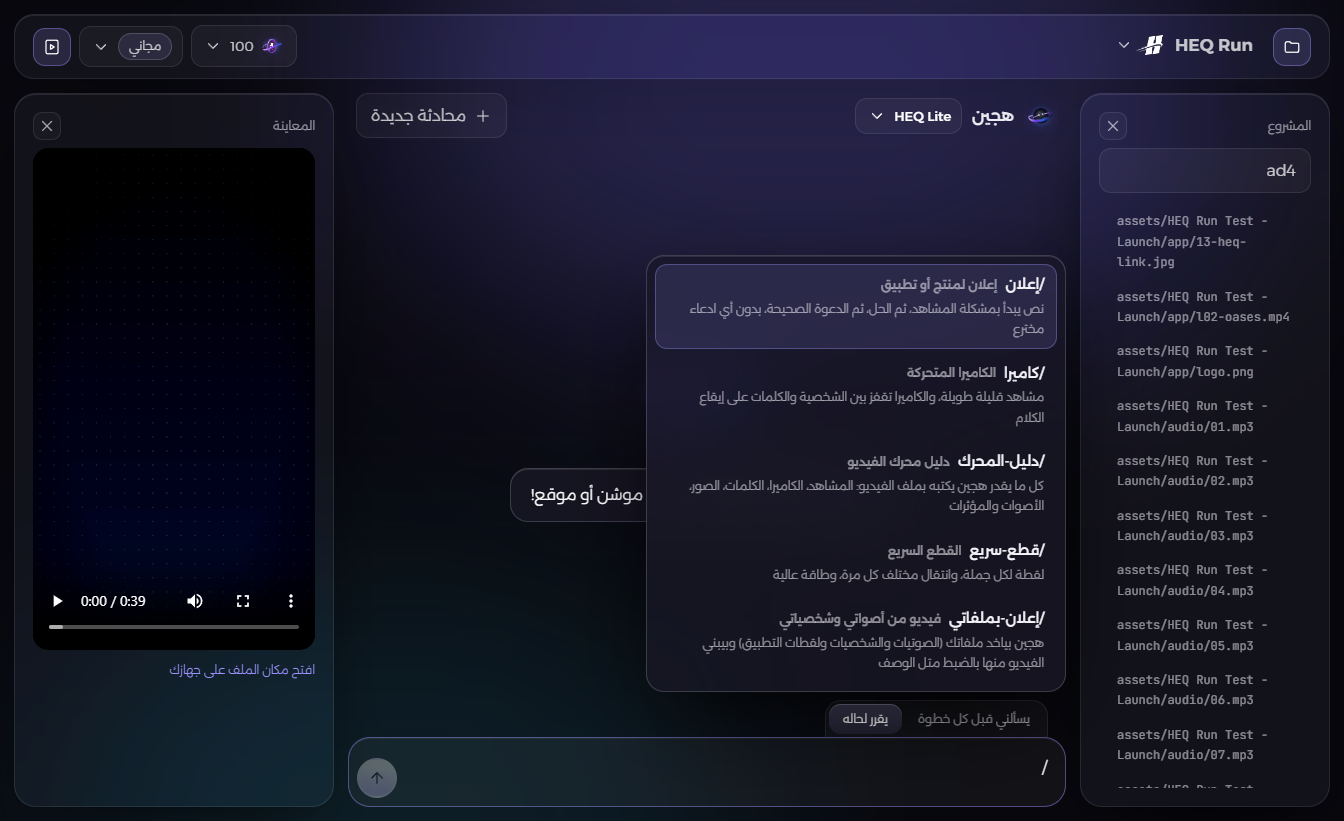 HEQ Run
100
مجاني
المشروع
ad4
assets/HEQ Run Test -
Launch/app/13-heq-
link.jpg
assets/HEQ Run Test -
Launch/app/l02-oases.mp4
assets/HEQ Run Test -
Launch/app/logo.png
assets/HEQ Run Test -
Launch/audio/01.mp3
assets/HEQ Run Test -
Launch/audio/02.mp3
assets/HEQ Run Test -
Launch/audio/03.mp3
assets/HEQ Run Test -
Launch/audio/04.mp3
assets/HEQ Run Test -
Launch/audio/05.mp3
assets/HEQ Run Test -
Launch/audio/06.mp3
assets/HEQ Run Test -
Launch/audio/07.mp3
هجين
HEQ Lite
+ محادثة جديدة
موشن أو موقع!
/إعلان إعلان لمنتج أو تطبيق
نص يبدأ بمشكلة المشاهد، ثم الحل، ثم الدعوة الصحيحة، بدون أي ادعاء
مخترع
/كاميرا الكاميرا المتحركة
مشاهد قليلة طويلة، والكاميرا تقفز بين الشخصية والكلمات على إيقاع
الكلام
/دليل-المحرك دليل محرك الفيديو
كل ما يقدر هجين يكتبه بملف الفيديو: المشاهد، الكاميرا، الكلمات، الصور،
الأصوات والمؤثرات
/قطع-سريع القطع السريع
لقطة لكل جملة، وانتقال مختلف كل مرة، وطاقة عالية
/إعلان-بملفاتي فيديو من أصواتي وشخصياتي
هجين بياخد ملفاتك (الصوتيات والشخصيات ولقطات التطبيق) وبيبني
الفيديو منها بالضبط متل الوصف
يسألني قبل كل خطوة
يقرر لحاله
/
المعاينة
0:00 / 0:39
افتح مكان الملف على جهازك